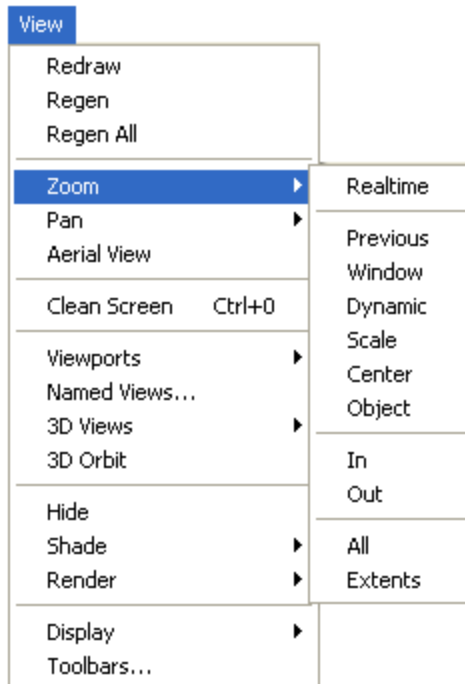 View
Redraw
Regen
Regen All
Zoom
Pan
Aerial View
Clean Screen Ctrl+0
Viewports
Named Views...
3D Views
3D Orbit
Hide
Shade
Render
Display
Toolbars...
Realtime
Previous
Window
Dynamic
Scale
Center
Object
In
Out
All
Extents